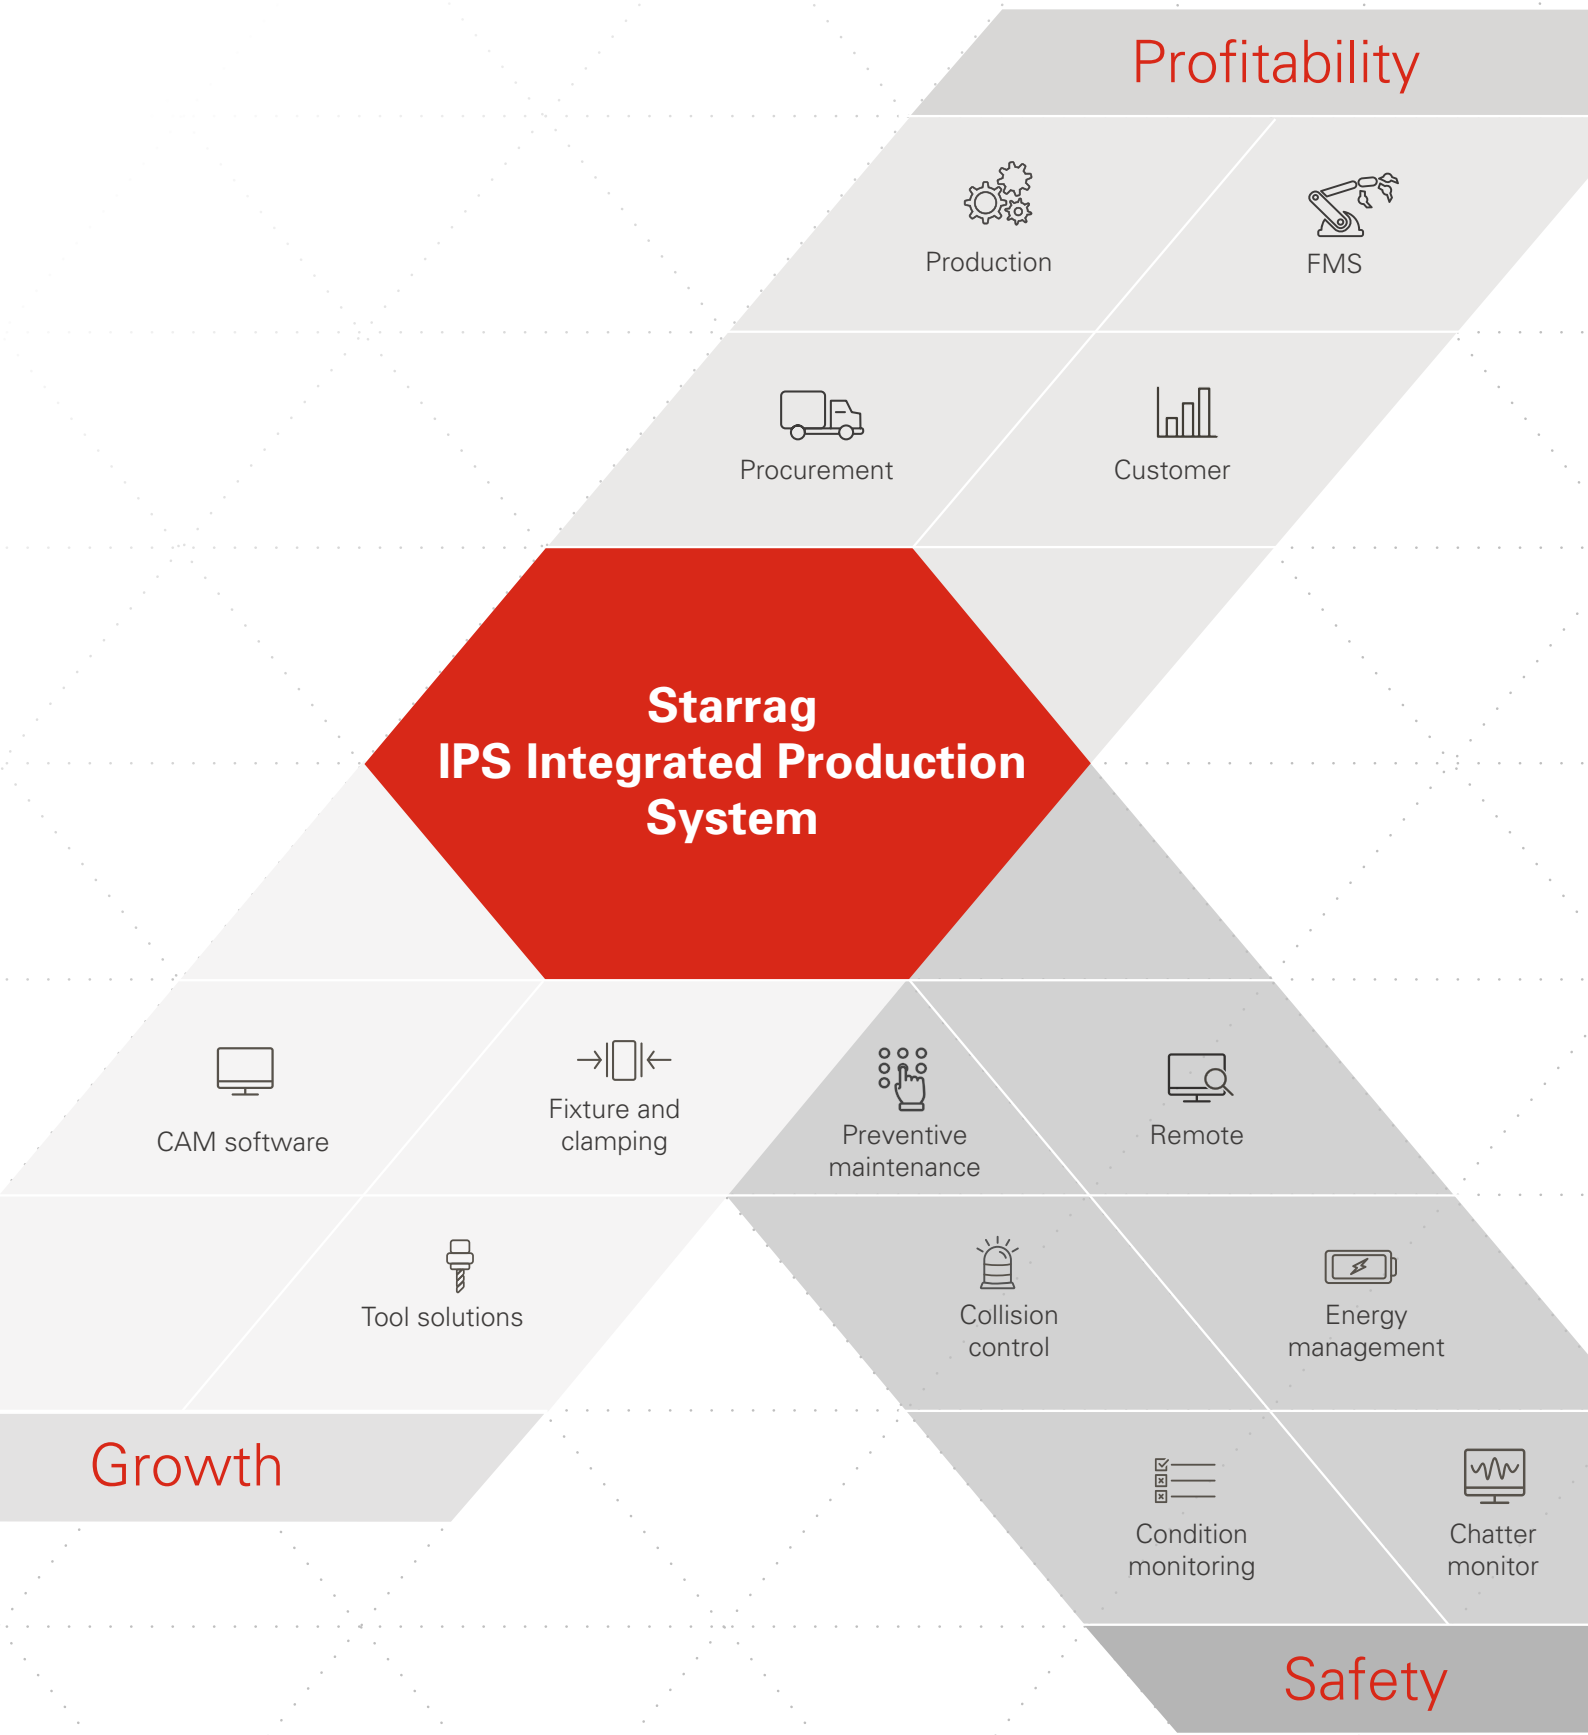 Profitability
Production
FMS
Procurement
Customer
Starrag
IPS Integrated Production
System
CAM software
Fixture and
clamping
Preventive
maintenance
Remote
Tool solutions
Collision
control
Energy
management
Growth
Condition
monitoring
Chatter
monitor
Safety